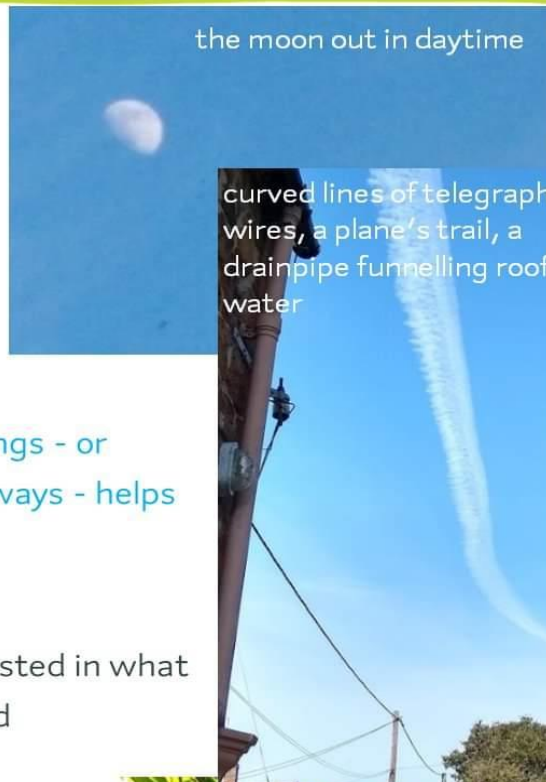 the moon out in daytime
curved lines of telegraph
wires, a plane's trail, a
drainpipe funnelling roof
water
ngs - or
ways - helps
sted in what
d